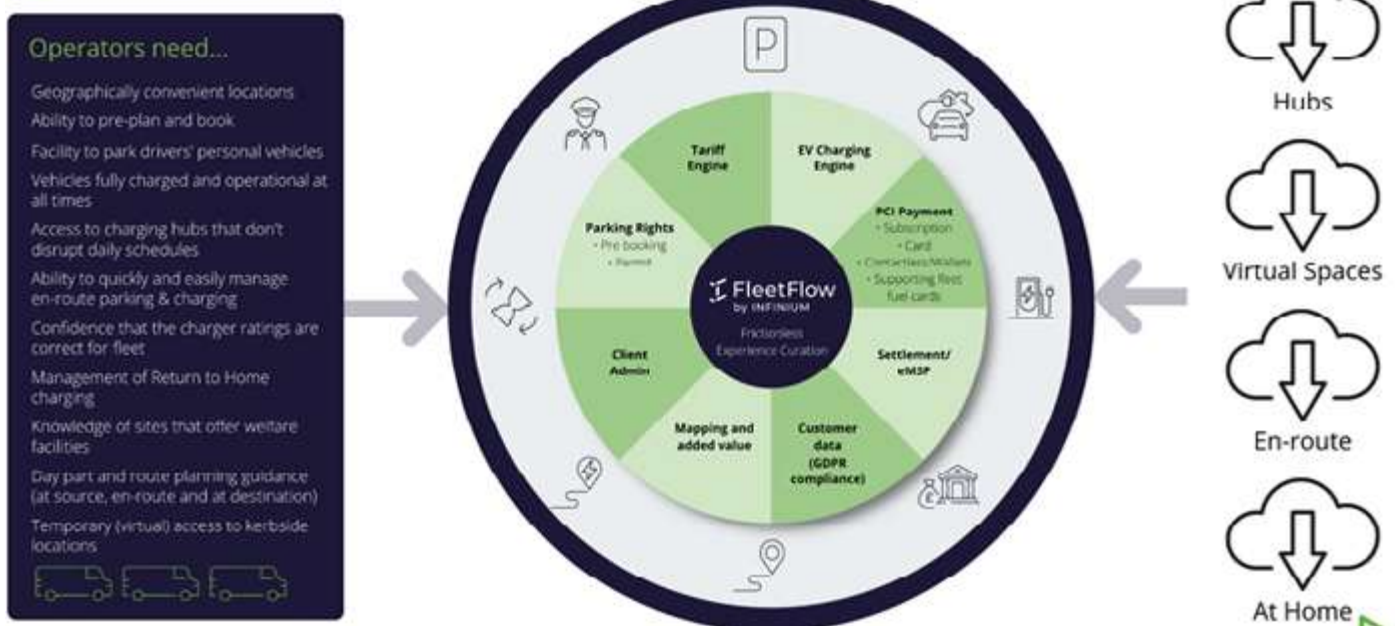 Operators need...
Geographically convenient locations
Ability to pre-plan and book
Facility to park drivers' personal vehicles
Vehicles fully charged and operational at
all times
Access to charging hubs that don't
disrupt daily schedules
Ability to quickly and easily manage
en-route parking & charging
Confidence that the charger ratings are
correct for fleet
Management of Return to Home
charging
Knowledge of sites that offer welfare
facilities
Day part and route planning guidance
(at source, en-route and at destination)
Temporary (virtual) access to kerbside
locations
P
Tariff
Engine
EV Charging
Engine
PCI Payment
• Subscription
• Card
• Contactless/Wallets
• Supporting fleet
fuel cards
Settlement/
eMSP
Customer
data
(GDPR
compliance)
Mapping and
added value
Client
Admin
Parking Rights
• Pre booking
• Permit
FleetFlow
by INFINIUM
Frictionless
Experience Curation
Hubs
Virtual Spaces
En-route
At Home